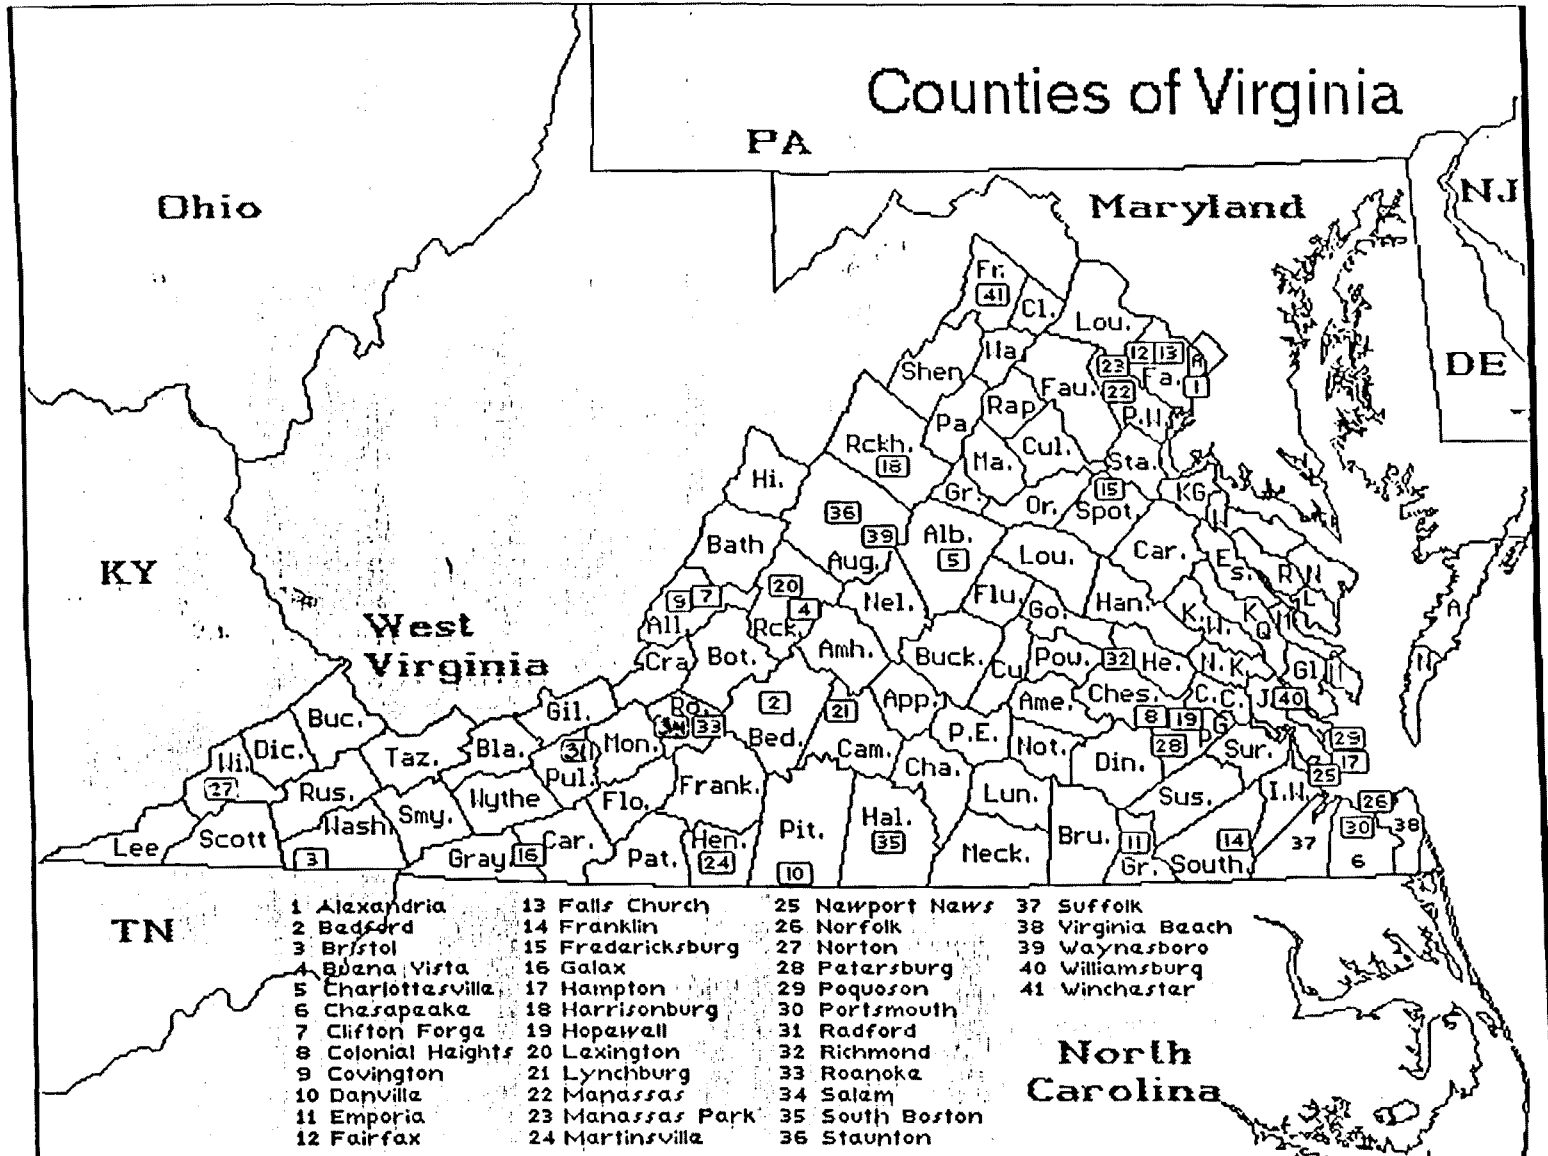 Counties of Virginia
PA
Ohio
Maryland
NJ
Fr.
41
Cl.
Lou.
Wa.
12 13 A
23
DE
Shen
Fau.
Fa.
1
22
Rap
P.W.
Pa
Rckh.
18
Ma.
Cul.
Sta.
Hi.
Gr.
Or.
15
Spot.
KG
W
36
39
Alb.
5
Bath
Aug.
Lou.
Car.
Es.
R N
KY
20
9 7
4
Nel.
Flu.
Go.
Han.
K.W.
K
Q
M
L
A
West
Virginia
All.
Rck.
Cra
Bot.
Amh.
Buck.
Cu
Pow.
32
He.
N.K.
Gl
M
N
Ro.
2
21
App.
Ame.
Ches.
C.C.
J
40
Buc.
Gil.
34
33
Bed.
Cam.
P.E.
Not.
8 19
P.G
28
Sur.
29
17
Wi.
Dic.
Taz.
Bla.
31
Mon.
Cha.
Din.
25
27
Rus.
Pul.
Wythe
Flo.
Frank.
Lun.
Sus.
I.W.
26
Lee
Scott
Wash.
Smy.
Pit.
Hal.
35
Bru.
11
14
37
30
38
3
Gray
16
Car.
Pat.
Hen.
24
10
Meck.
Gr.
South.
6
TN
1 Alexandria
2 Bedford
3 Bristol
4 Buena Vista
5 Charlottesville
6 Chesapeake
7 Clifton Forge
8 Colonial Heights
9 Covington
10 Danville
11 Emporia
12 Fairfax
13 Falls Church
14 Franklin
15 Fredericksburg
16 Galax
17 Hampton
18 Harrisonburg
19 Hopewell
20 Lexington
21 Lynchburg
22 Manassas
23 Manassas Park
24 Martinsville
25 Newport News
26 Norfolk
27 Norton
28 Petersburg
29 Poquoson
30 Portsmouth
31 Radford
32 Richmond
33 Roanoke
34 Salem
35 South Boston
36 Staunton
37 Suffolk
38 Virginia Beach
39 Waynesboro
40 Williamsburg
41 Winchester
North
Carolina